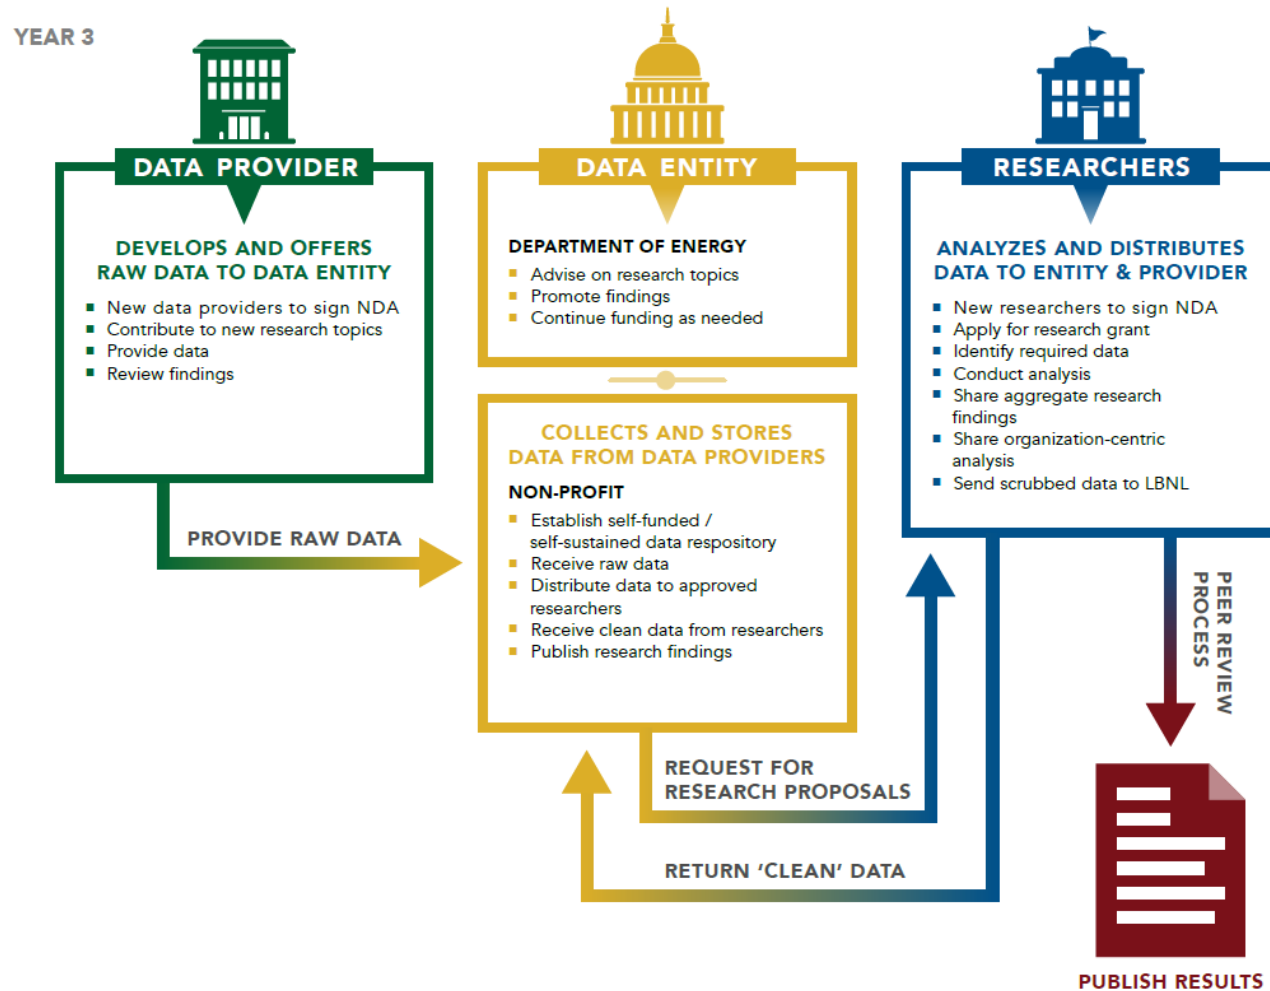 YEAR 3
DATA PROVIDER
DEVELOPS AND OFFERS
RAW DATA TO DATA ENTITY
New data providers to sign NDA
Contribute to new research topics
Provide data
Review findings
PROVIDE RAW DATA
DATA ENTITY
DEPARTMENT OF ENERGY
Advise on research topics
Promote findings
Continue funding as needed
COLLECTS AND STORES
DATA FROM DATA PROVIDERS
NON-PROFIT
Establish self-funded /
self-sustained data respository
Receive raw data
Distribute data to approved
researchers
Receive clean data from researchers
Publish research findings
REQUEST FOR
RESEARCH PROPOSALS
RETURN ‘CLEAN’ DATA
RESEARCHERS
ANALYZES AND DISTRIBUTES
DATA TO ENTITY & PROVIDER
New researchers to sign NDA
Apply for research grant
Identify required data
Conduct analysis
Share aggregate research
findings
Share organization-centric
analysis
Send scrubbed data to LBNL
PEER REVIEW
PROCESS
PUBLISH RESULTS